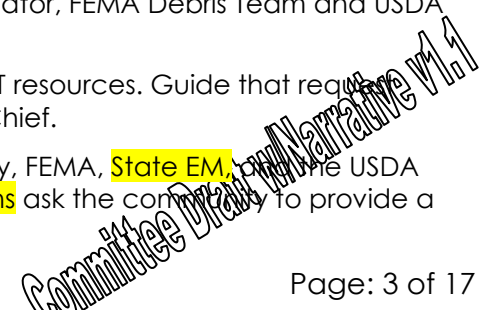 ator, FEMA Debris Team and USDA
T resources. Guide that request
Chief.
y, FEMA, State EM, and the USDA
ns ask the community to provide a
Committee Draft w/Narrative v1.1
Page: 3 of 17